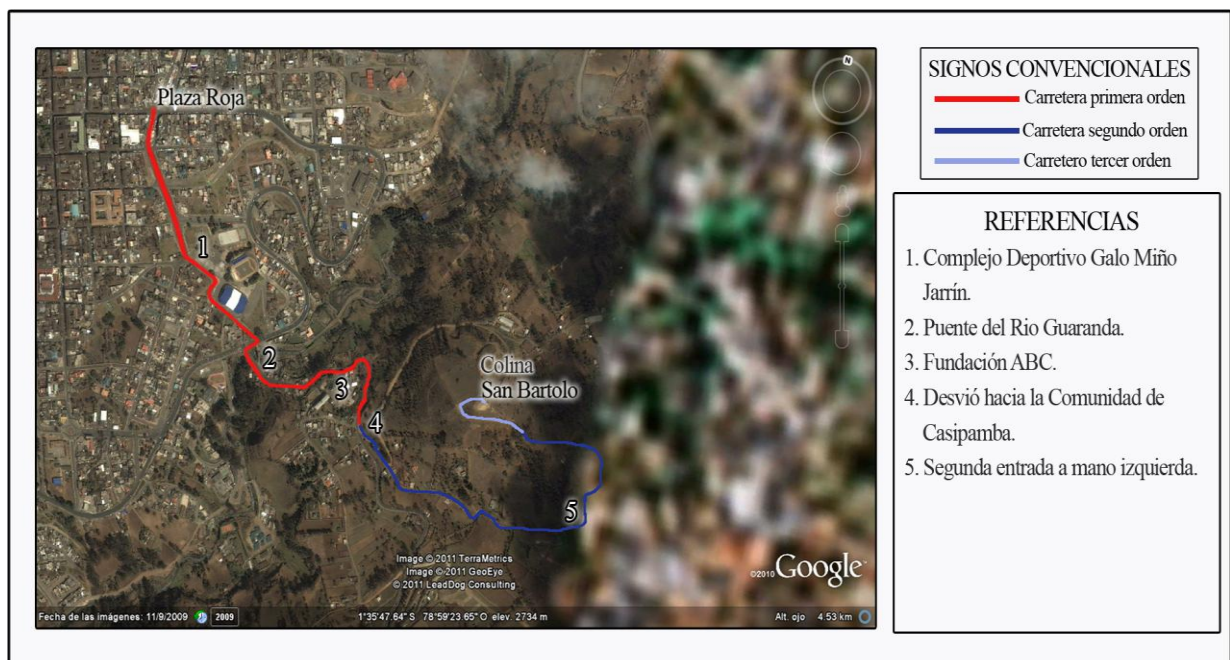 Plaza Roja
1
2
3
4
5
Colina
San Bartolo
N
Image © 2011 TerraMetrics
Image © 2011 GeoEye
© 2011 LeadDog Consulting
©2010 Google
Fecha de las imágenes: 11/9/2009 2009 1°35'47.64" S 78°59'23.65" O elev. 2734 m Alt. ojo 4.53 km
SIGNOS CONVENCIONALES
Carretera primera orden
Carretera segundo orden
Carretero tercer orden
REFERENCIAS
1. Complejo Deportivo Galo Miño
Jarrín.
2. Puente del Rio Guaranda.
3. Fundación ABC.
4. Desvió hacia la Comunidad de
Casipamba.
5. Segunda entrada a mano izquierda.